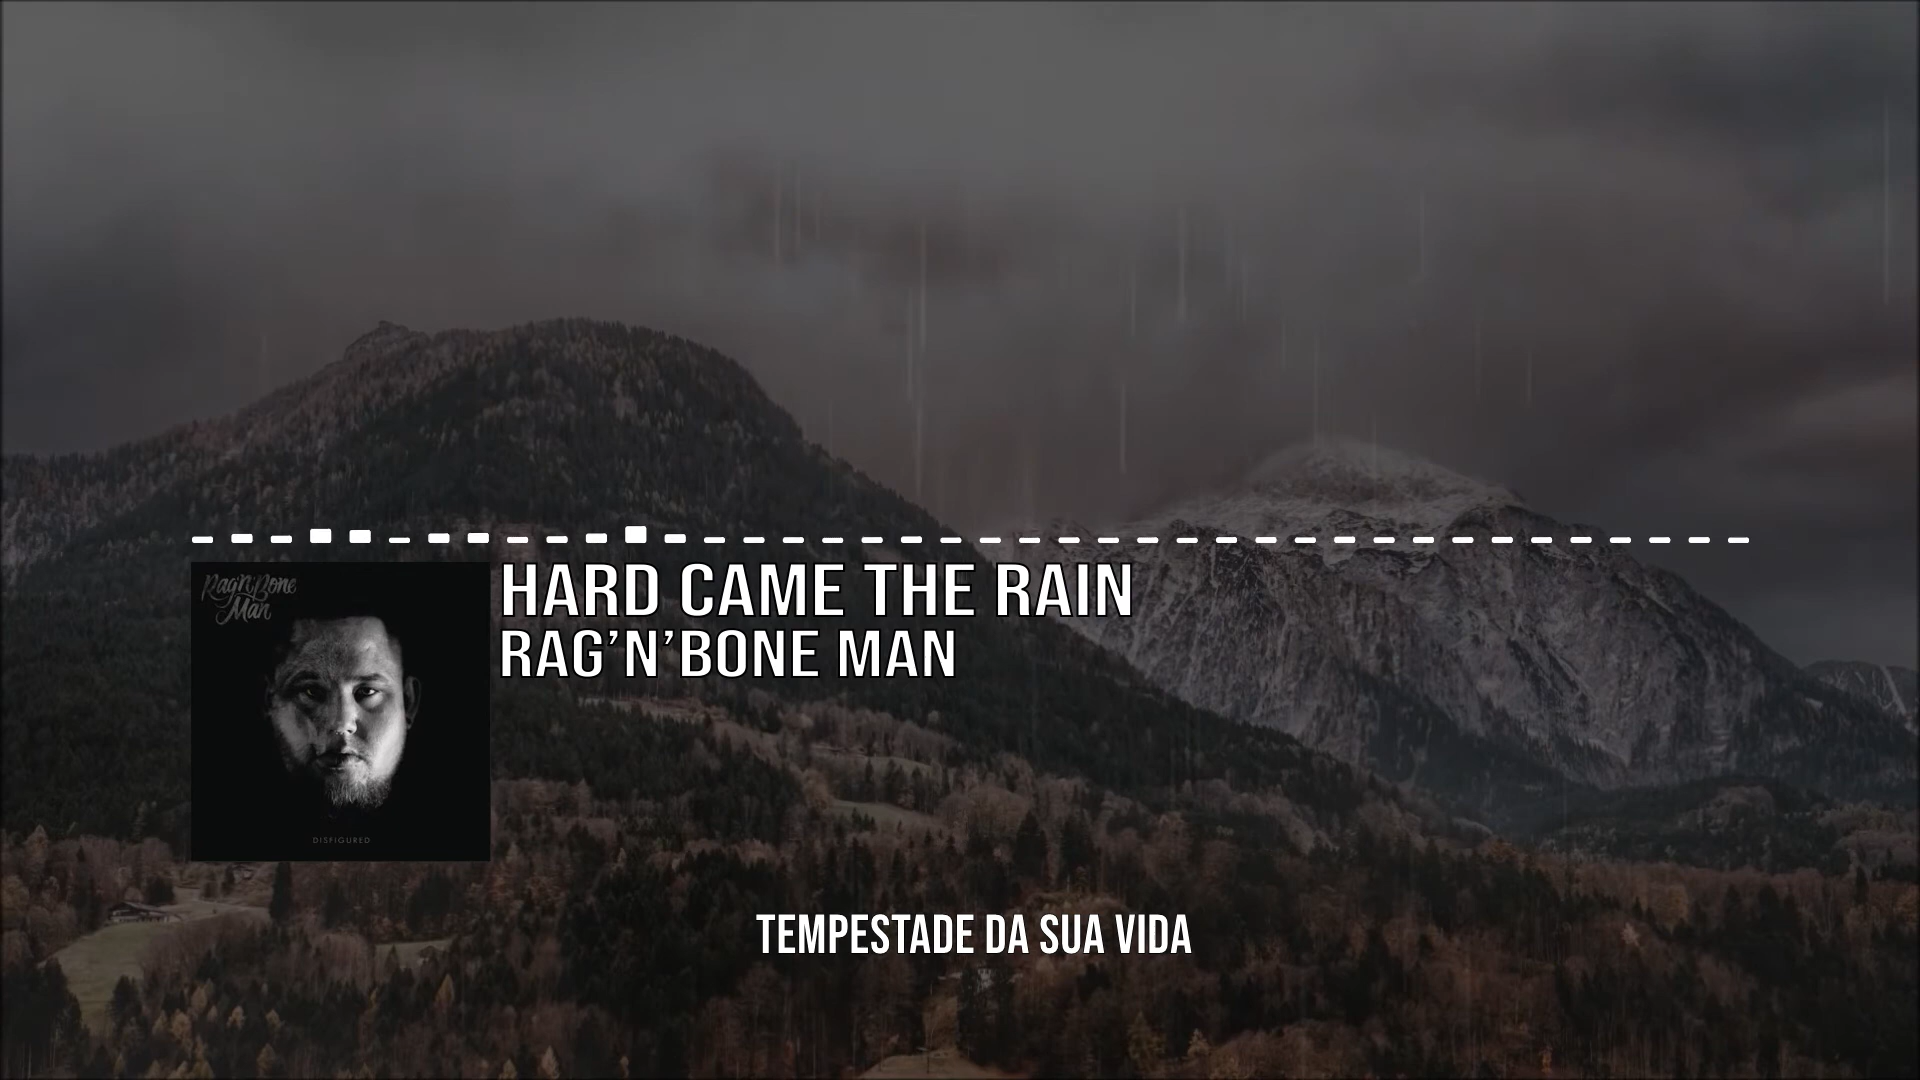 HARD CAME THE RAIN
RAG’N’BONE MAN
Rag'n'Bone
Man
DISFIGURED
TEMPESTADE DA SUA VIDA